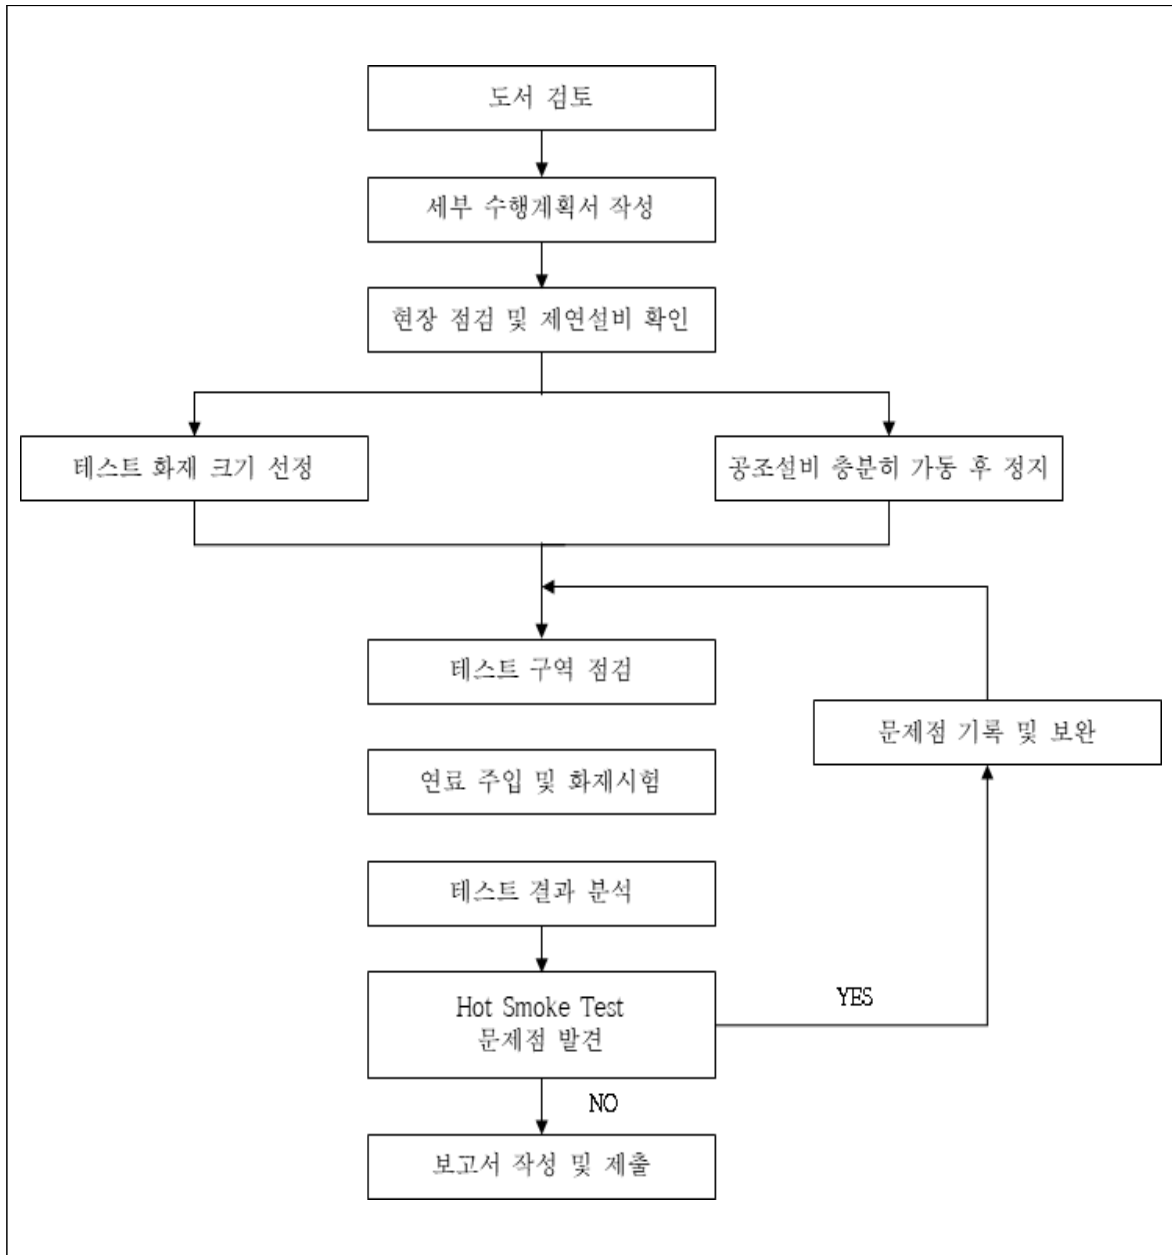 도서 검토
세부 수행계획서 작성
현장 점검 및 제연설비 확인
테스트 화재 크기 선정
공조설비 충분히 가동 후 정지
테스트 구역 점검
문제점 기록 및 보완
연료 주입 및 화재시험
테스트 결과 분석
Hot Smoke Test
문제점 발견
YES
NO
보고서 작성 및 제출